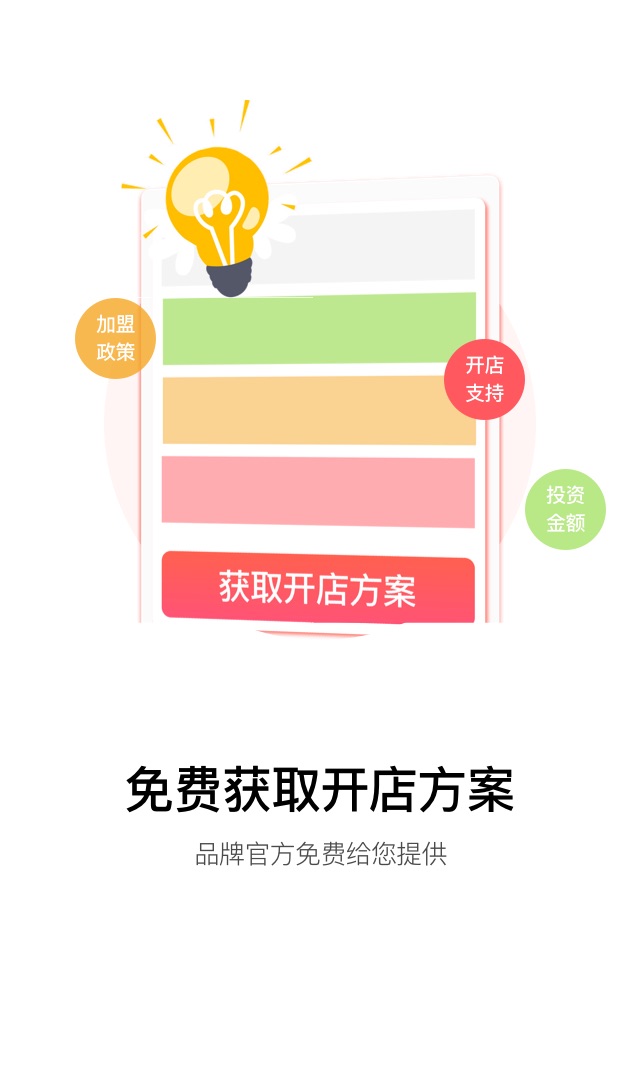 加盟
政策
开店
支持
投资
金额
获取开店方案
免费获取开店方案
品牌官方免费给您提供